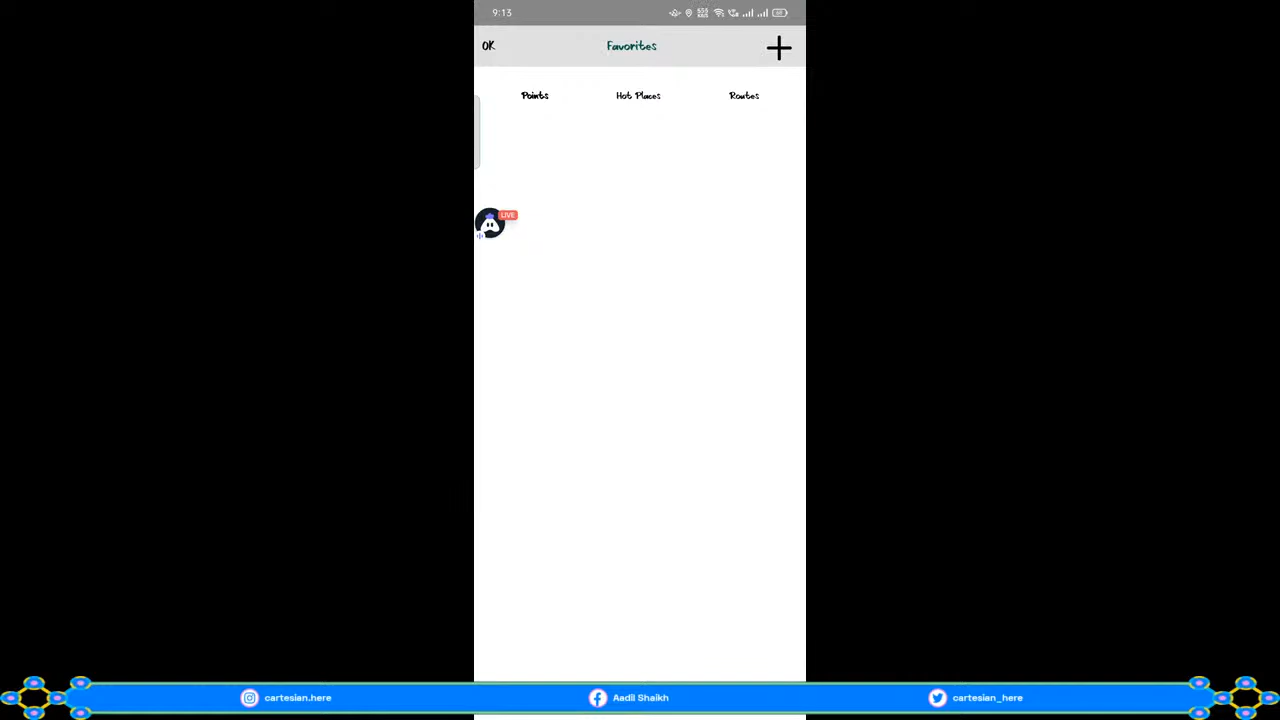 9:13
OK Favorites
Points Hot Places Routes
LIVE
cartesian.here Aadil Shaikh cartesian_here